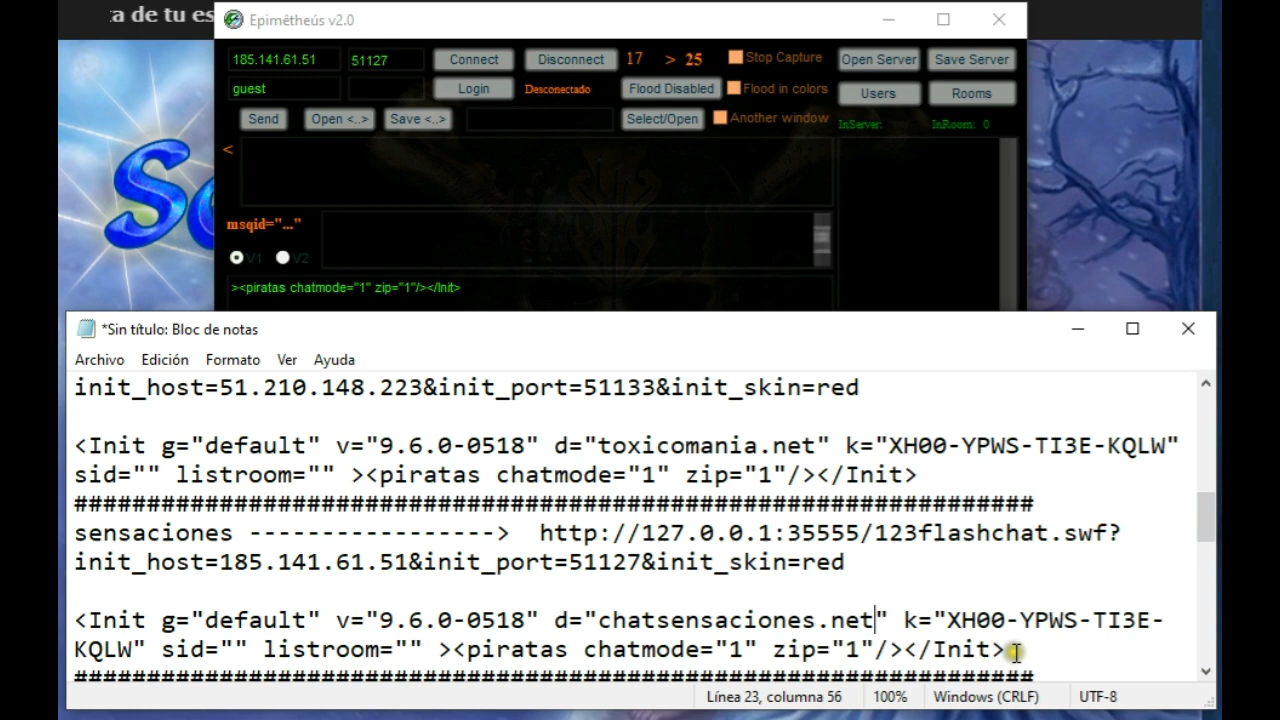 a de tu es
Epimêtheús v2.0
185.141.61.51 51127 Connect Disconnect 17 > 25 Stop Capture Open Server Save Server
guest Login Desconectado Flood Disabled Flood in colors Users Rooms
Send Open <..> Save <..> Select/Open Another window InServer: InRoom: 0
<
msqid="..."
V1 V2
><piratas chatmode="1" zip="1"/></Init>
*Sin título: Bloc de notas
Archivo Edición Formato Ver Ayuda
init_host=51.210.148.223&init_port=51133&init_skin=red
<Init g="default" v="9.6.0-0518" d="toxicomania.net" k="XH00-YPWS-TI3E-KQLW"
sid="" listroom="" ><piratas chatmode="1" zip="1"/></Init>
##################################################################
sensaciones -----------------> http://127.0.0.1:35555/123flashchat.swf?
init_host=185.141.61.51&init_port=51127&init_skin=red
<Init g="default" v="9.6.0-0518" d="chatsensaciones.net" k="XH00-YPWS-TI3E-
KQLW" sid="" listroom="" ><piratas chatmode="1" zip="1"/></Init>
##################################################################
Línea 23, columna 56 100% Windows (CRLF) UTF-8